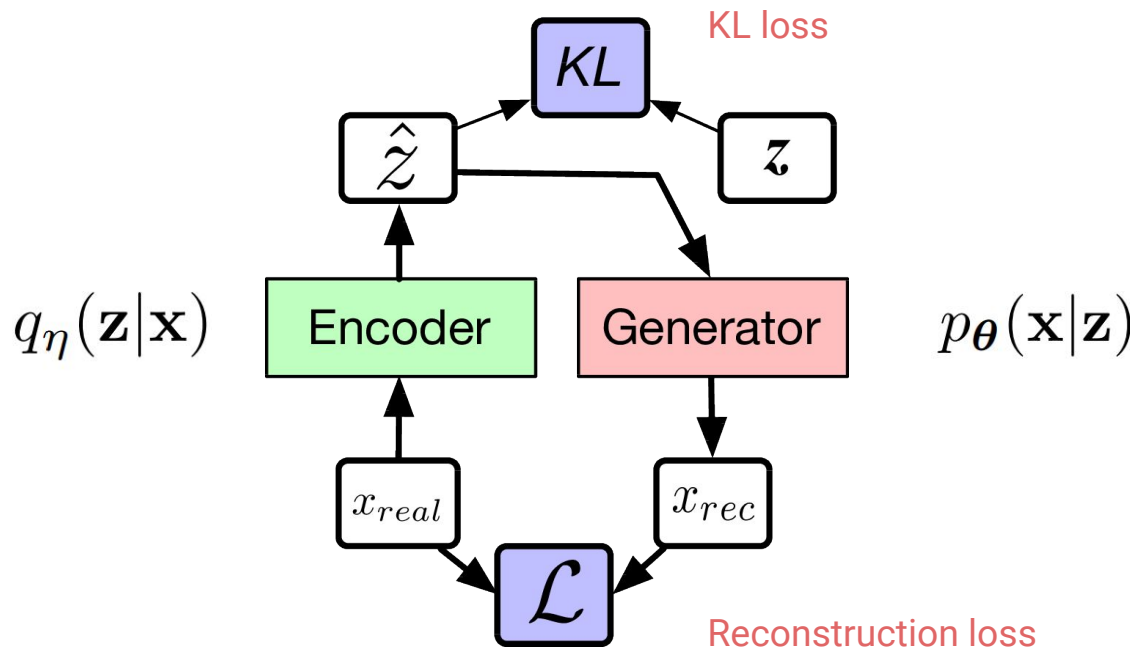 KL loss
KL
ẑ
z
q_η(z|x)
Encoder
Generator
p_θ(x|z)
x_real
x_rec
ℒ
Reconstruction loss